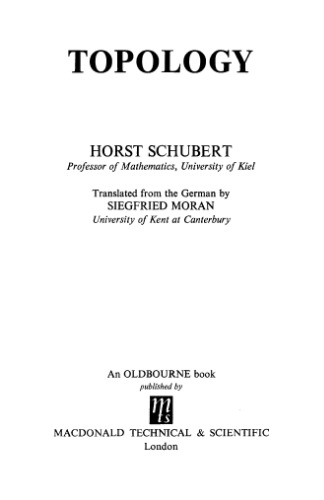 TOPOLOGY
HORST SCHUBERT
Professor of Mathematics, University of Kiel
Translated from the German by
SIEGFRIED MORAN
University of Kent at Canterbury
An OLDBOURNE book
published by
mts
MACDONALD TECHNICAL & SCIENTIFIC
London